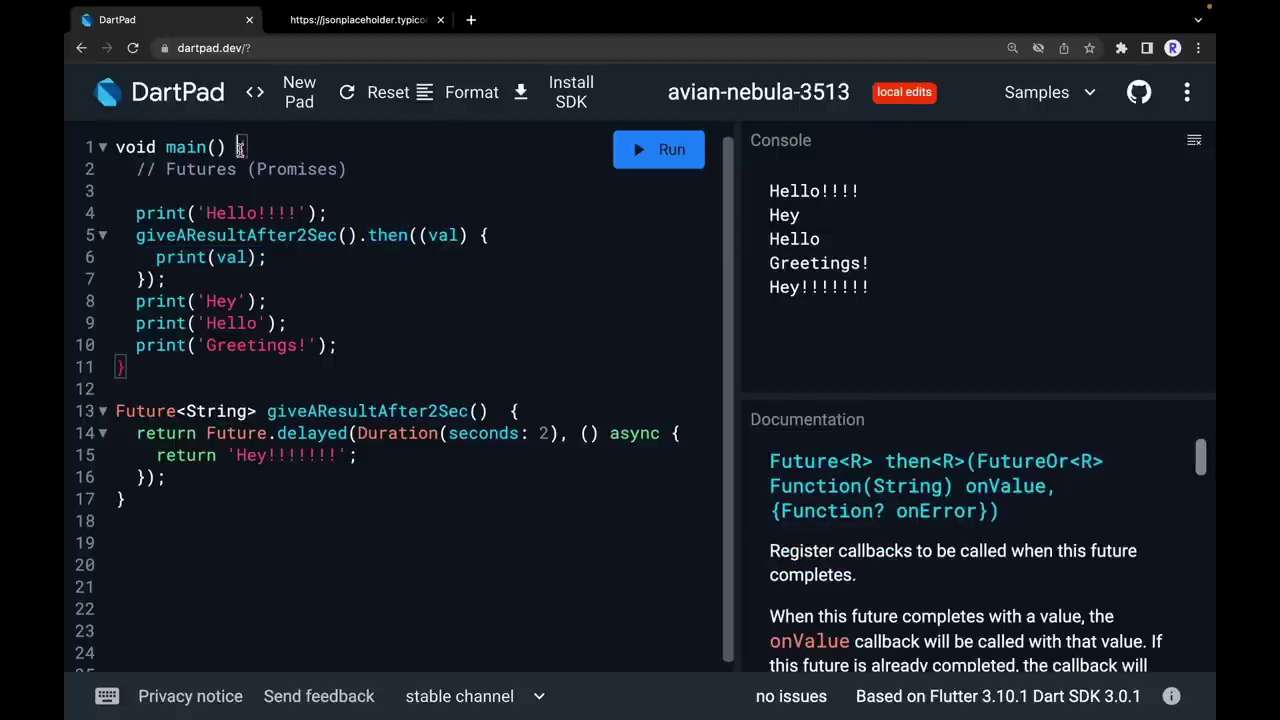 DartPad
https://jsonplaceholder.typico
dartpad.dev/?
R
DartPad
New Pad
Reset
Format
Install SDK
avian-nebula-3513
local edits
Samples
1 void main() {
2 // Futures (Promises)
3
4 print('Hello!!!!');
5 giveAResultAfter2Sec().then((val) {
6 print(val);
7 });
8 print('Hey');
9 print('Hello');
10 print('Greetings!');
11 }
12
13 Future<String> giveAResultAfter2Sec()  {
14 return Future.delayed(Duration(seconds: 2), () async {
15 return 'Hey!!!!!!!';
16 });
17 }
18
19
20
21
22
23
24
Run
Console
Hello!!!!
Hey
Hello
Greetings!
Hey!!!!!!!
Documentation
Future<R> then<R>(FutureOr<R>
Function(String) onValue,
{Function? onError})
Register callbacks to be called when this future
completes.
When this future completes with a value, the
onValue callback will be called with that value. If
this future is already completed, the callback will
Privacy notice
Send feedback
stable channel
no issues
Based on Flutter 3.10.1 Dart SDK 3.0.1